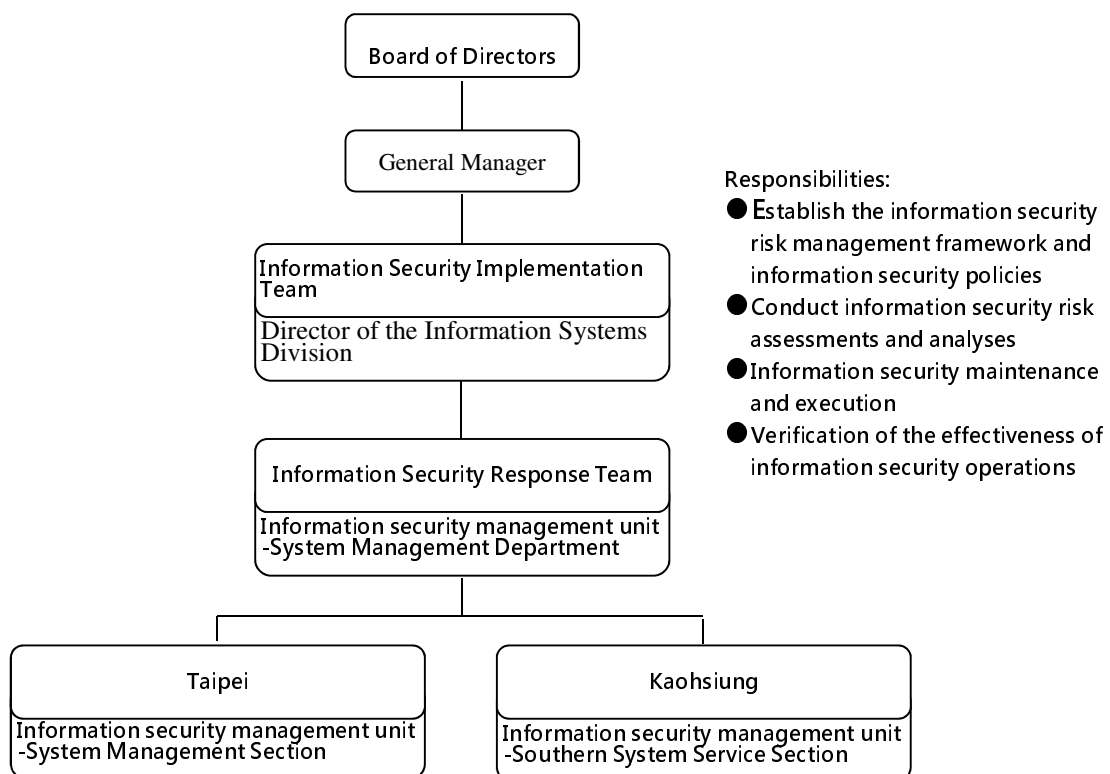 Board of Directors
General Manager
Information Security Implementation
Team
Director of the Information Systems
Division
Information Security Response Team
Information security management unit
-System Management Department
Taipei
Information security management unit
-System Management Section
Kaohsiung
Information security management unit
-Southern System Service Section
Responsibilities:
●Establish the information security
risk management framework and
information security policies
●Conduct information security risk
assessments and analyses
●Information security maintenance
and execution
●Verification of the effectiveness of
information security operations